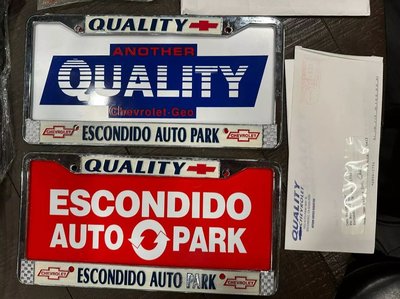 QUALITY
ANOTHER
QUALITY
Chevrolet-Geo
CHEVROLET ESCONDIDO AUTO PARK CHEVROLET
QUALITY
ESCONDIDO
AUTO PARK
CHEVROLET ESCONDIDO AUTO PARK CHEVROLET
QUALITY
CHEVROLET